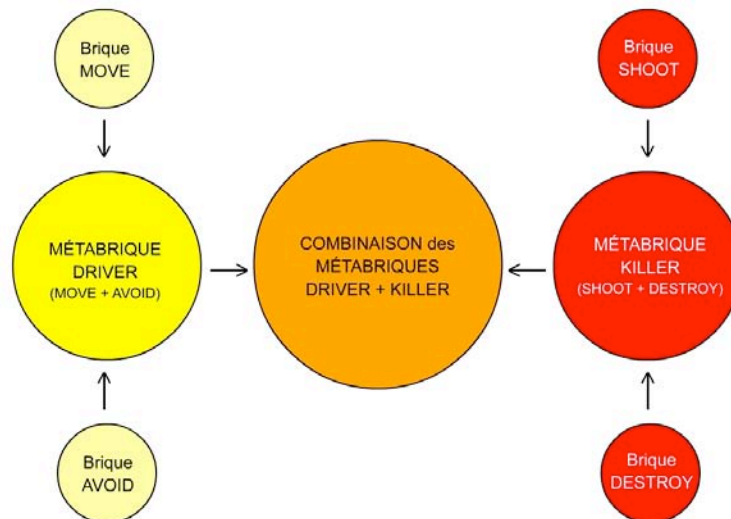 Brique
MOVE
Brique
SHOOT
MÉTABRIQUE
DRIVER
(MOVE + AVOID)
COMBINAISON des
MÉTABRIQUES
DRIVER + KILLER
MÉTABRIQUE
KILLER
(SHOOT + DESTROY)
Brique
AVOID
Brique
DESTROY